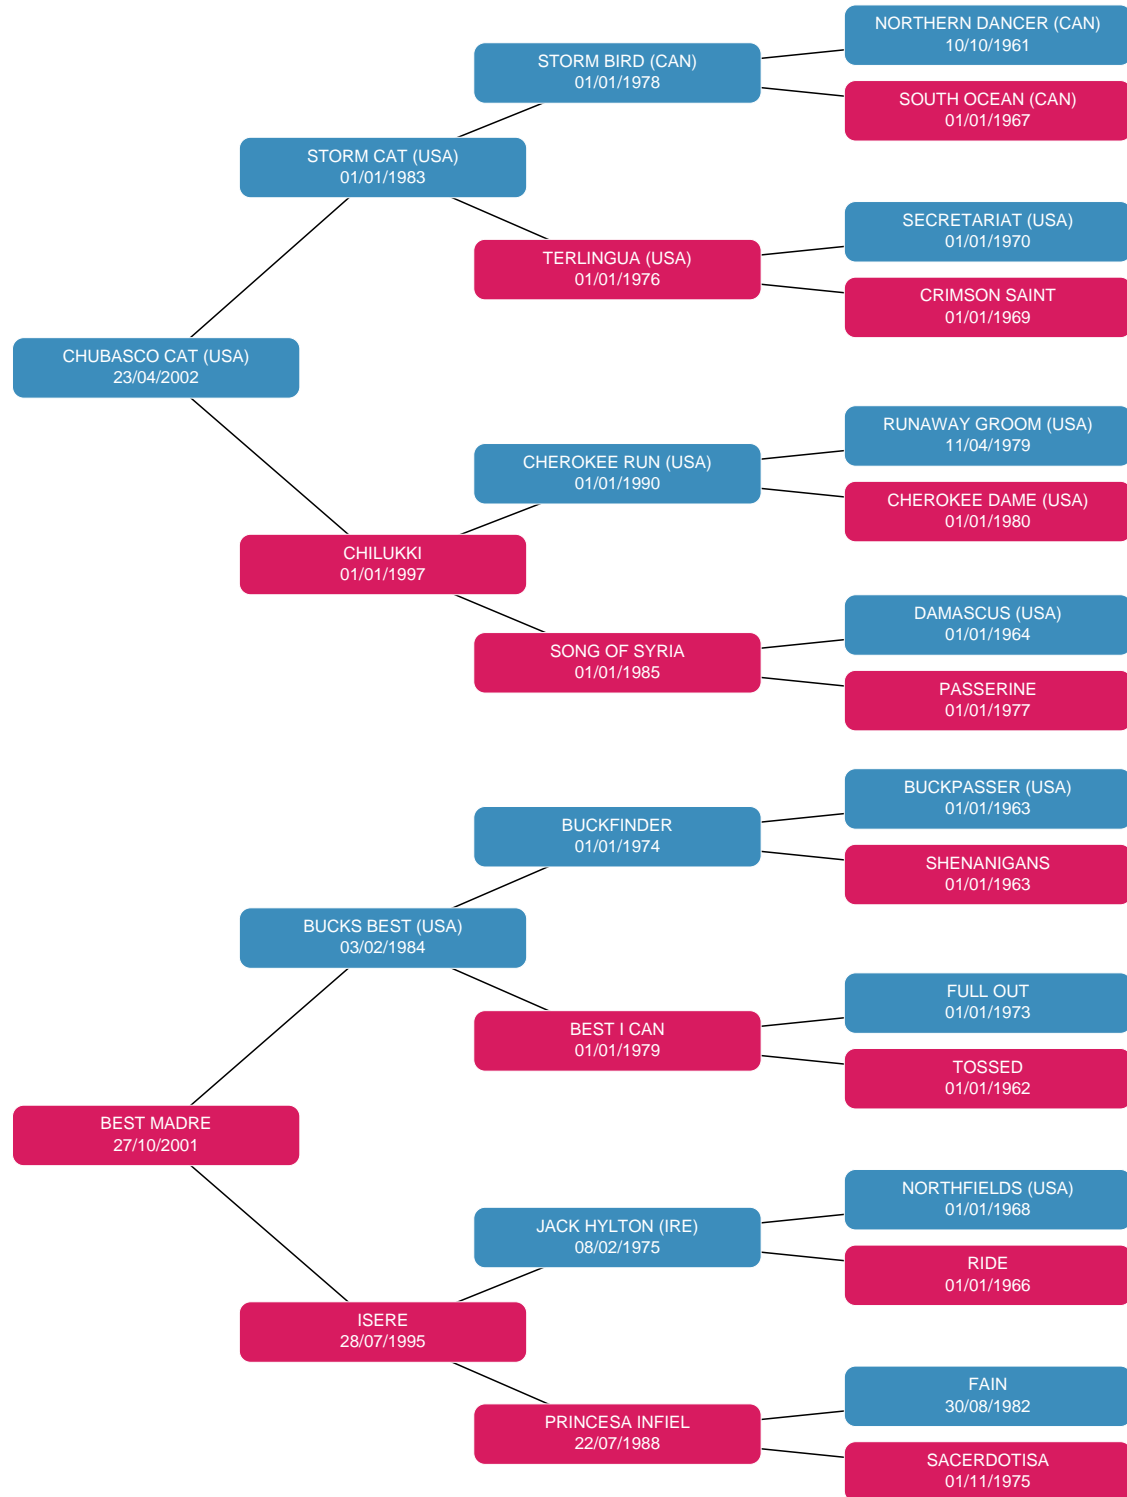 NORTHERN DANCER (CAN)
10/10/1961
STORM BIRD (CAN)
01/01/1978
SOUTH OCEAN (CAN)
01/01/1967
STORM CAT (USA)
01/01/1983
SECRETARIAT (USA)
01/01/1970
TERLINGUA (USA)
01/01/1976
CRIMSON SAINT
01/01/1969
CHUBASCO CAT (USA)
23/04/2002
RUNAWAY GROOM (USA)
11/04/1979
CHEROKEE RUN (USA)
01/01/1990
CHEROKEE DAME (USA)
01/01/1980
CHILUKKI
01/01/1997
DAMASCUS (USA)
01/01/1964
SONG OF SYRIA
01/01/1985
PASSERINE
01/01/1977
BUCKPASSER (USA)
01/01/1963
BUCKFINDER
01/01/1974
SHENANIGANS
01/01/1963
BUCKS BEST (USA)
03/02/1984
FULL OUT
01/01/1973
BEST I CAN
01/01/1979
TOSSED
01/01/1962
BEST MADRE
27/10/2001
NORTHFIELDS (USA)
01/01/1968
JACK HYLTON (IRE)
08/02/1975
RIDE
01/01/1966
ISERE
28/07/1995
FAIN
30/08/1982
PRINCESA INFIEL
22/07/1988
SACERDOTISA
01/11/1975